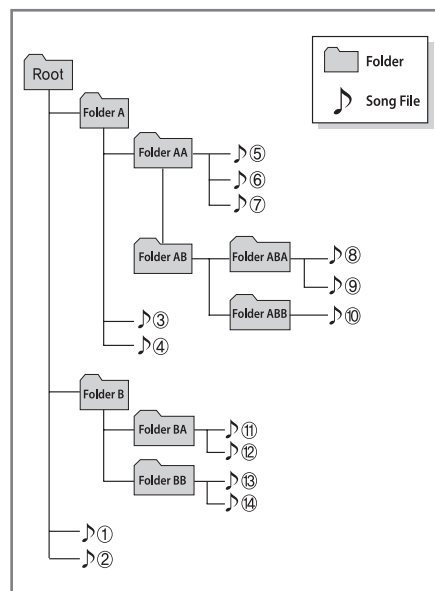 Root
Folder
Song File
Folder A
Folder AA
⑤
⑥
⑦
Folder AB
Folder ABA
⑧
⑨
Folder ABB
⑩
③
④
Folder B
Folder BA
⑪
⑫
Folder BB
⑬
⑭
①
②